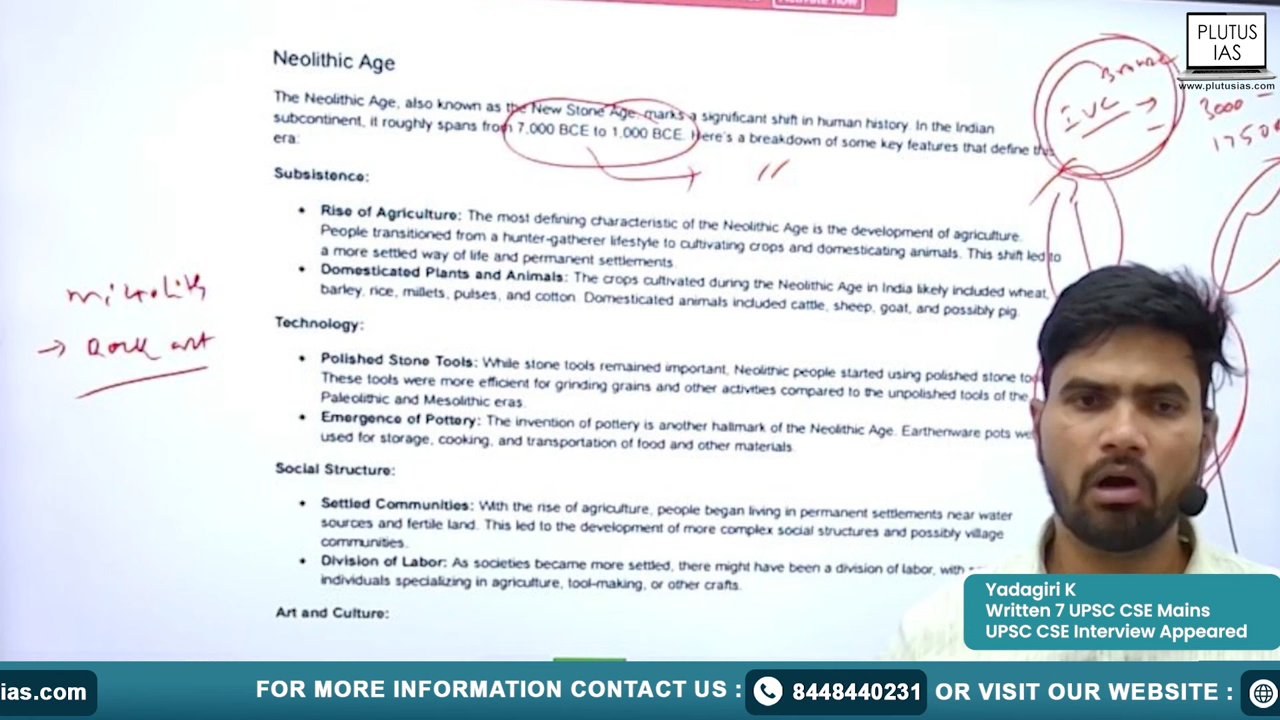 PLUTUS
IAS
www.plutusias.com
Neolithic Age
The Neolithic Age, also known as the New Stone Age, marks a significant shift in human history. In the Indian
subcontinent, it roughly spans from 7,000 BCE to 1,000 BCE. Here's a breakdown of some key features that define this
era:
Bronze
IVC
3000
1750
Subsistence:
• Rise of Agriculture: The most defining characteristic of the Neolithic Age is the development of agriculture.
People transitioned from a hunter-gatherer lifestyle to cultivating crops and domesticating animals. This shift led to
a more settled way of life and permanent settlements.
• Domesticated Plants and Animals: The crops cultivated during the Neolithic Age in India likely included wheat,
barley, rice, millets, pulses, and cotton. Domesticated animals included cattle, sheep, goat, and possibly pig.
microlith
→ Rock art
Technology:
• Polished Stone Tools: While stone tools remained important, Neolithic people started using polished stone
These tools were more efficient for grinding grains and other activities compared to the unpolished tools of the
Paleolithic and Mesolithic eras.
• Emergence of Pottery: The invention of pottery is another hallmark of the Neolithic Age. Earthenware pots
used for storage, cooking, and transportation of food and other materials.
Social Structure:
• Settled Communities: With the rise of agriculture, people began living in permanent settlements near water
sources and fertile land. This led to the development of more complex social structures and possibly village
communities.
• Division of Labor: As societies became more settled, there might have been a division of labor, with
individuals specializing in agriculture, tool-making, or other crafts.
Art and Culture:
Yadagiri K
Written 7 UPSC CSE Mains
UPSC CSE Interview Appeared
ias.com
FOR MORE INFORMATION CONTACT US : 8448440231 OR VISIT OUR WEBSITE :